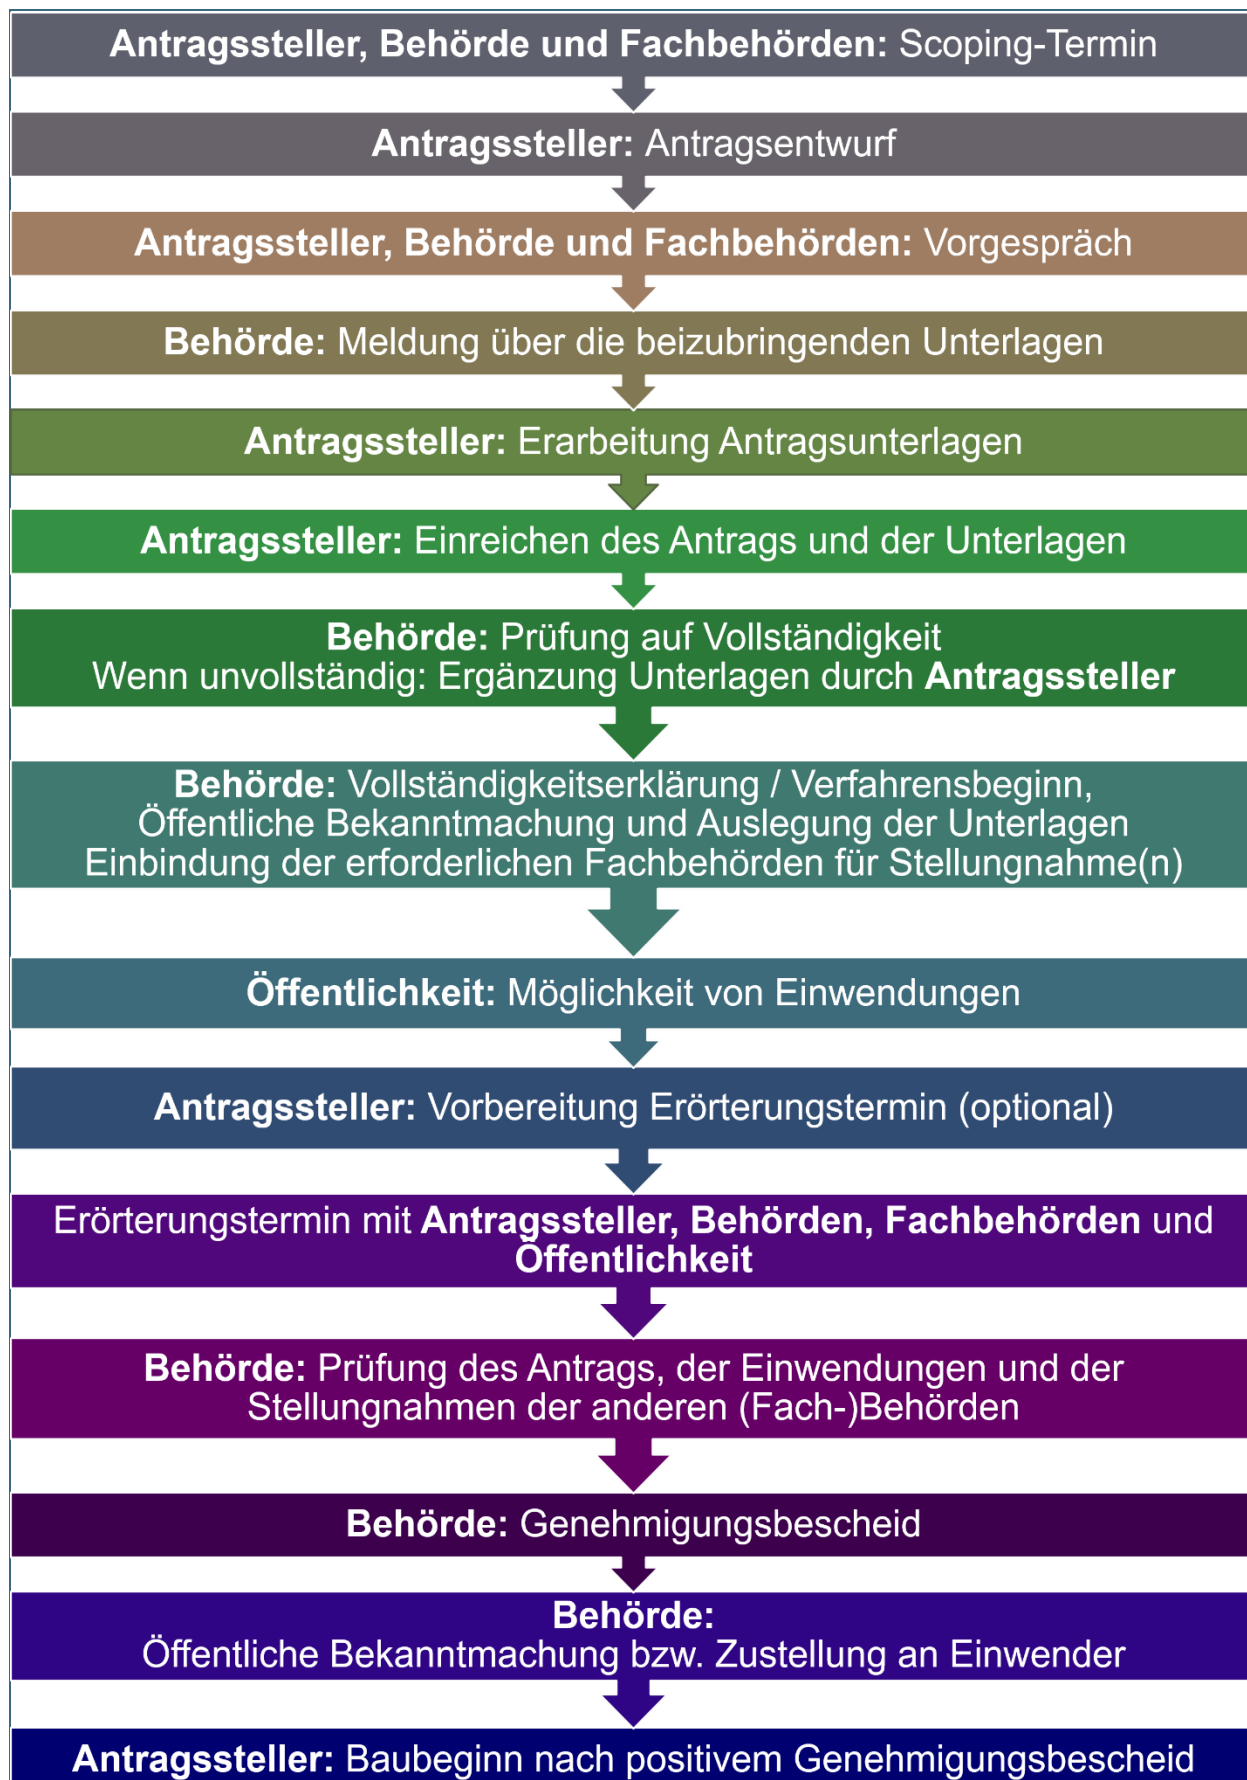 Antragssteller, Behörde und Fachbehörden: Scoping-Termin
Antragssteller: Antragsentwurf
Antragssteller, Behörde und Fachbehörden: Vorgespräch
Behörde: Meldung über die beizubringenden Unterlagen
Antragssteller: Erarbeitung Antragsunterlagen
Antragssteller: Einreichen des Antrags und der Unterlagen
Behörde: Prüfung auf Vollständigkeit
Wenn unvollständig: Ergänzung Unterlagen durch Antragssteller
Behörde: Vollständigkeitserklärung / Verfahrensbeginn,
Öffentliche Bekanntmachung und Auslegung der Unterlagen
Einbindung der erforderlichen Fachbehörden für Stellungnahme(n)
Öffentlichkeit: Möglichkeit von Einwendungen
Antragssteller: Vorbereitung Erörterungstermin (optional)
Erörterungstermin mit Antragssteller, Behörden, Fachbehörden und
Öffentlichkeit
Behörde: Prüfung des Antrags, der Einwendungen und der
Stellungnahmen der anderen (Fach-)Behörden
Behörde: Genehmigungsbescheid
Behörde:
Öffentliche Bekanntmachung bzw. Zustellung an Einwender
Antragssteller: Baubeginn nach positivem Genehmigungsbescheid